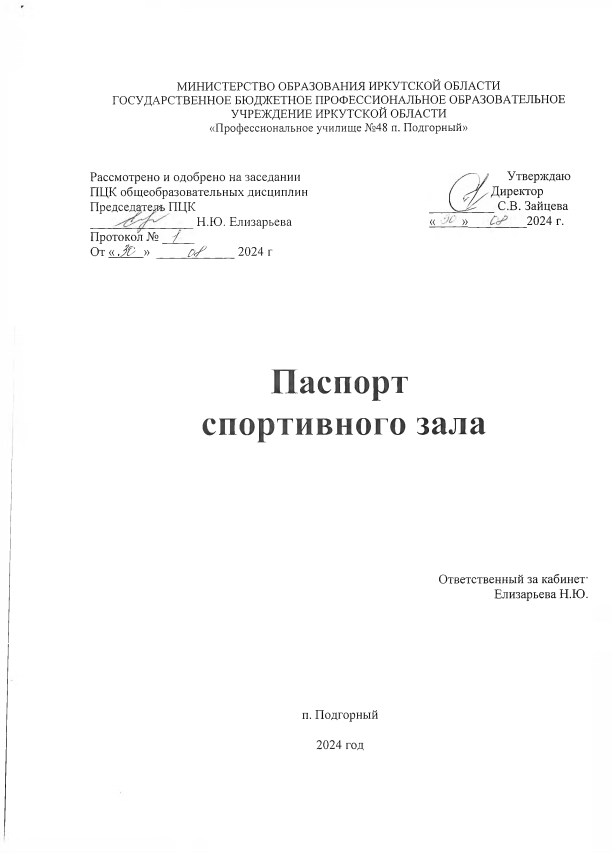 МИНИСТЕРСТВО ОБРАЗОВАНИЯ ИРКУТСКОЙ ОБЛАСТИ
ГОСУДАРСТВЕННОЕ БЮДЖЕТНОЕ ПРОФЕССИОНАЛЬНОЕ ОБРАЗОВАТЕЛЬНОЕ
УЧРЕЖДЕНИЕ ИРКУТСКОЙ ОБЛАСТИ
«Профессиональное училище №48 п. Подгорный»
Рассмотрено и одобрено на заседании
ПЦК общеобразовательных дисциплин
Председатель ПЦК
Н.Ю. Елизарьева
Протокол № 1
От «30» 08 2024 г
Утверждаю
Директор
С.В. Зайцева
«30» 08 2024 г.
Паспорт
спортивного зала
Ответственный за кабинет
Елизарьева Н.Ю.
п. Подгорный
2024 год